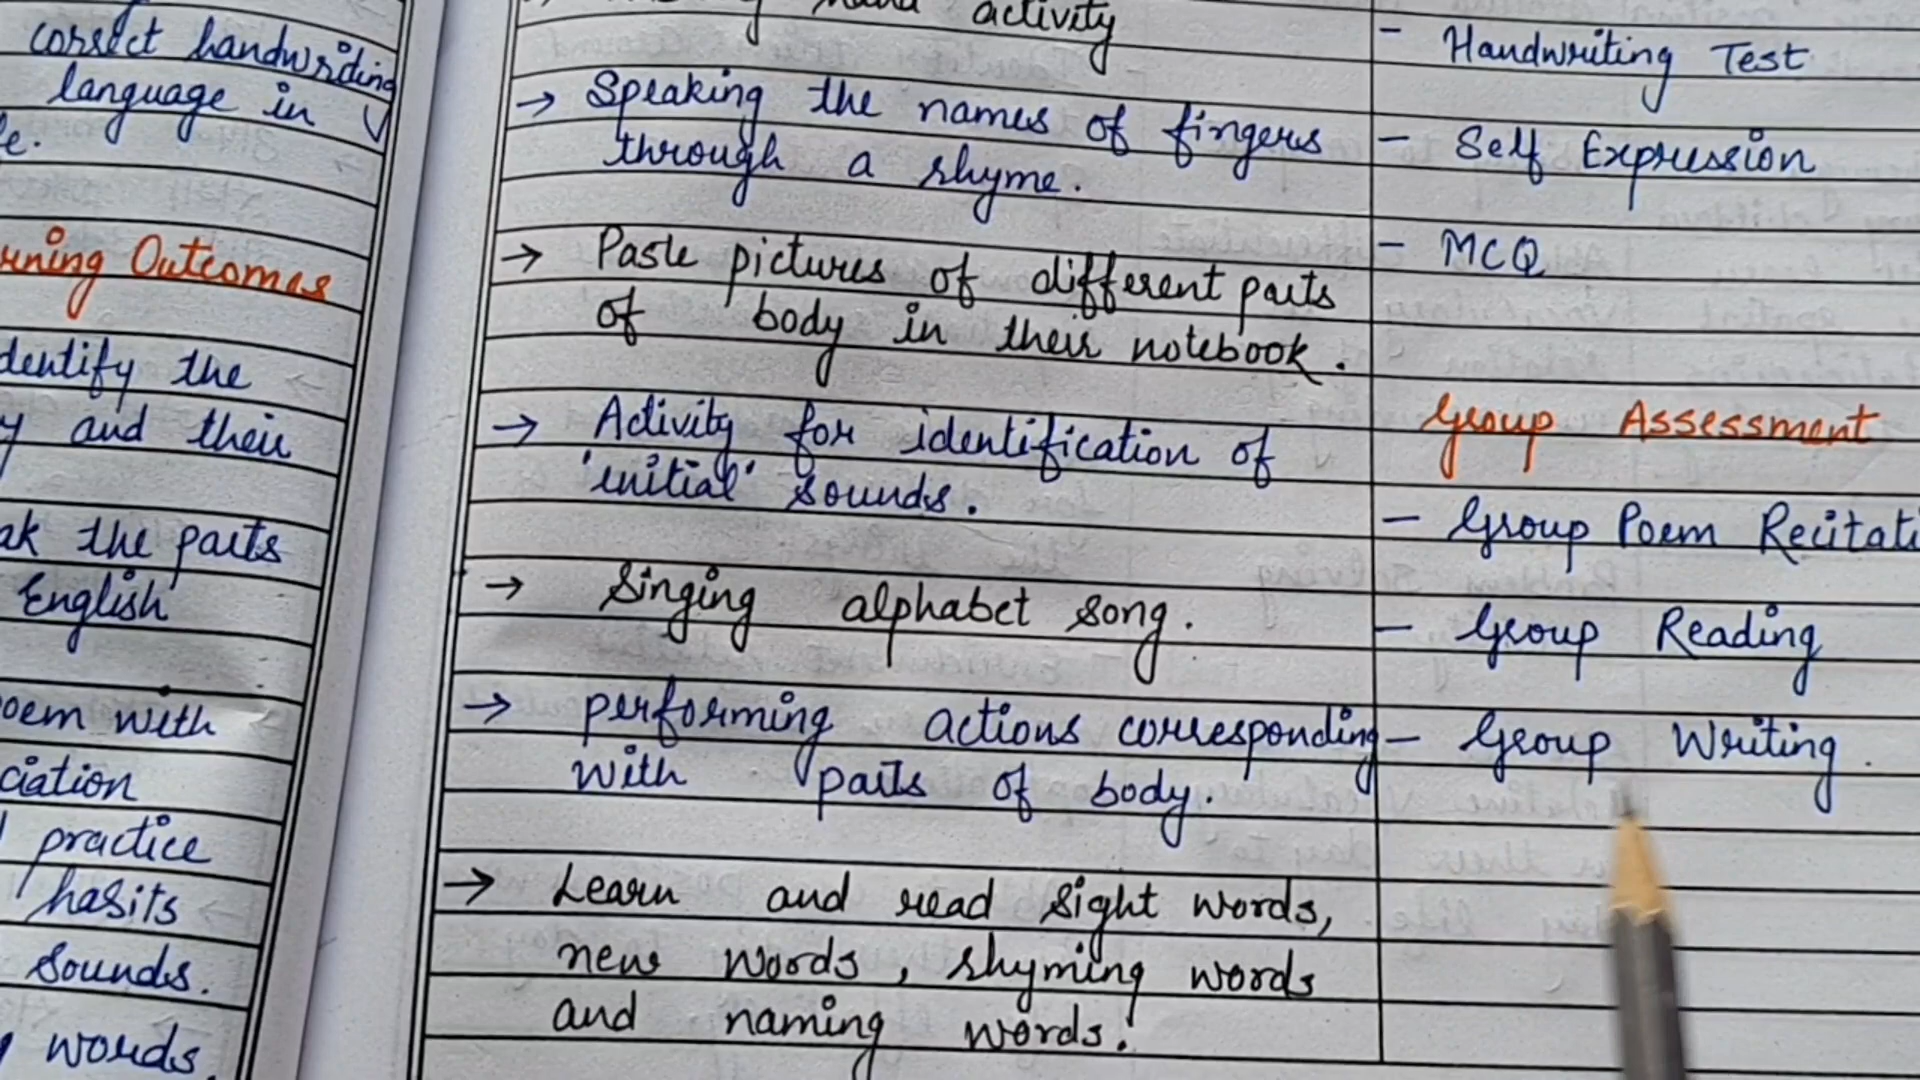 correct handwriting
language in
e.
Outcomes
dentify the
y and their
ak the parts
English
oem with
ciation
practice
habits
sounds.
words.
activity
→ Speaking the names of fingers
through a rhyme.
→ Paste pictures of different parts
of body in their notebook.
→ Activity for identification of
'initial' sounds.
→ Singing alphabet song.
→ performing actions corresponding
with parts of body.
→ Learn and read sight words,
new words, rhyming words
and naming words.
- Handwriting Test
- Self Expression
- MCQ
Group Assessment
- Group Poem Recitati
- Group Reading
- Group Writing.